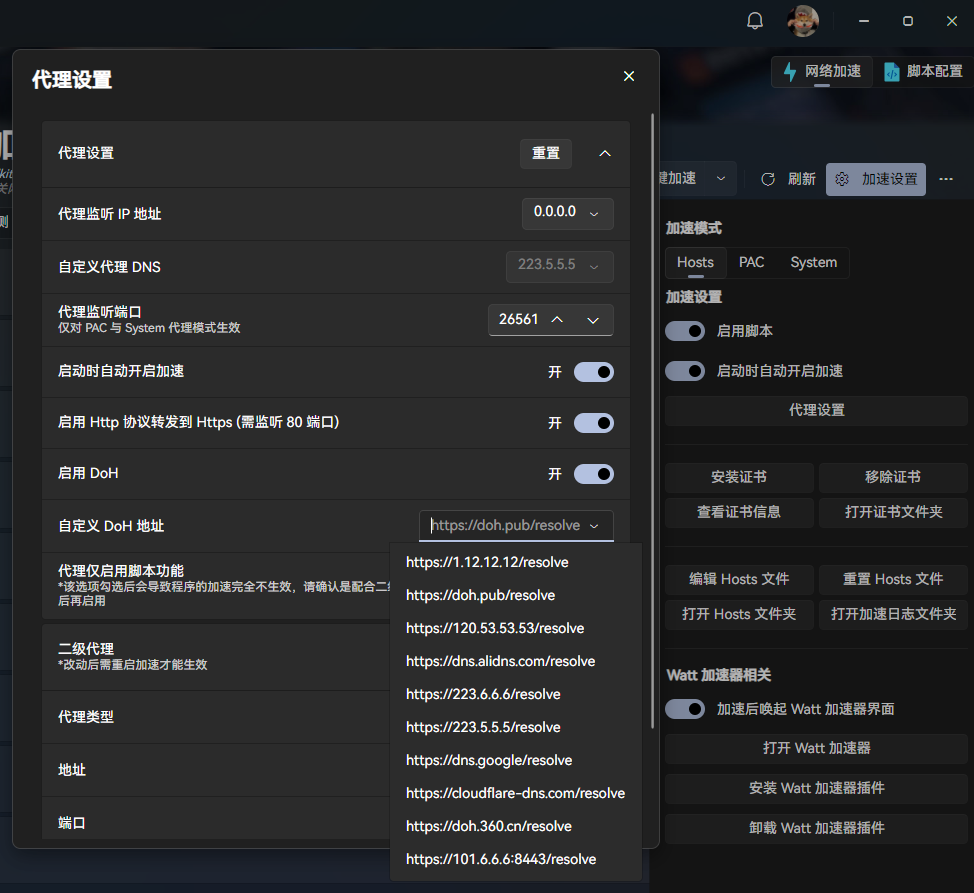 代理设置
网络加速
脚本配置
代理设置
重置
键加速
刷新
加速设置
代理监听 IP 地址
0.0.0.0
自定义代理 DNS
223.5.5.5
代理监听端口
仅对 PAC 与 System 代理模式生效
26561
启动时自动开启加速
开
启用 Http 协议转发到 Https (需监听 80 端口)
开
启用 DoH
开
自定义 DoH 地址
https://doh.pub/resolve
https://1.12.12.12/resolve
https://doh.pub/resolve
https://120.53.53.53/resolve
https://dns.alidns.com/resolve
https://223.6.6.6/resolve
https://223.5.5.5/resolve
https://dns.google/resolve
https://cloudflare-dns.com/resolve
https://doh.360.cn/resolve
https://101.6.6.6:8443/resolve
代理仅启用脚本功能
*该选项勾选后会导致程序的加速完全不生效，请确认是配合二
后再启用
二级代理
*改动后需重启加速才能生效
代理类型
地址
端口
加速模式
Hosts
PAC
System
加速设置
启用脚本
启动时自动开启加速
代理设置
安装证书
移除证书
查看证书信息
打开证书文件夹
编辑 Hosts 文件
重置 Hosts 文件
打开 Hosts 文件夹
打开加速日志文件夹
Watt 加速器相关
加速后唤起 Watt 加速器界面
打开 Watt 加速器
安装 Watt 加速器插件
卸载 Watt 加速器插件